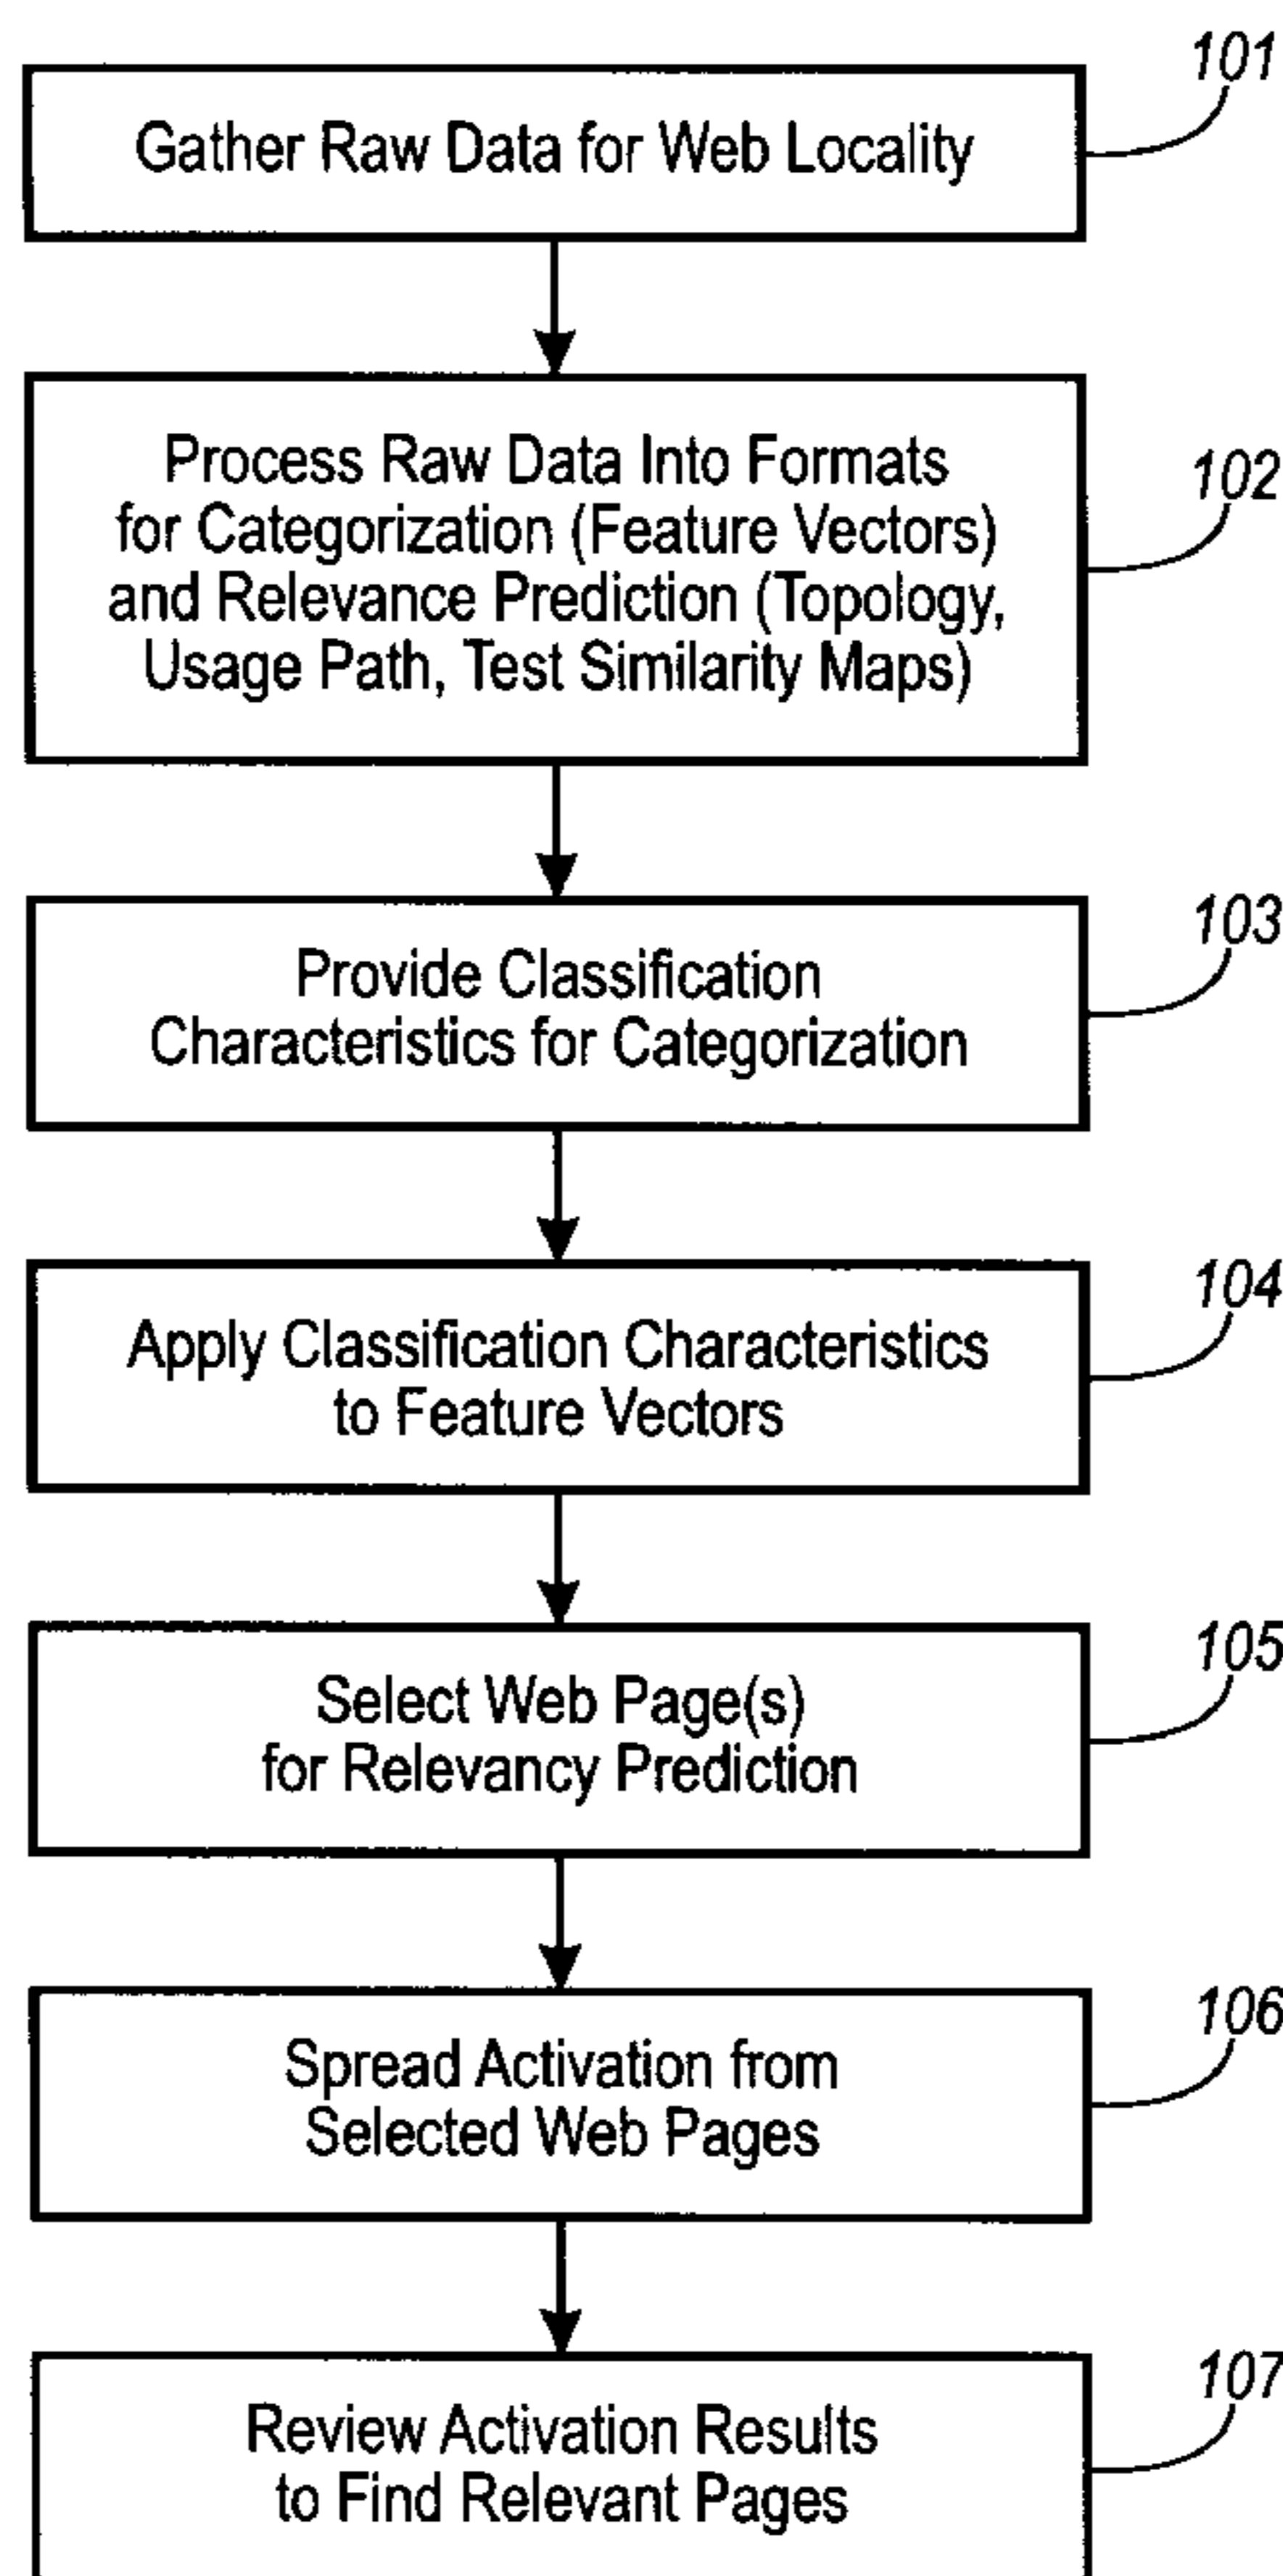 101
Gather Raw Data for Web Locality
Process Raw Data Into Formats
for Categorization (Feature Vectors)
and Relevance Prediction (Topology,
Usage Path, Test Similarity Maps)
102
Provide Classification
Characteristics for Categorization
103
Apply Classification Characteristics
to Feature Vectors
104
Select Web Page(s)
for Relevancy Prediction
105
Spread Activation from
Selected Web Pages
106
Review Activation Results
to Find Relevant Pages
107